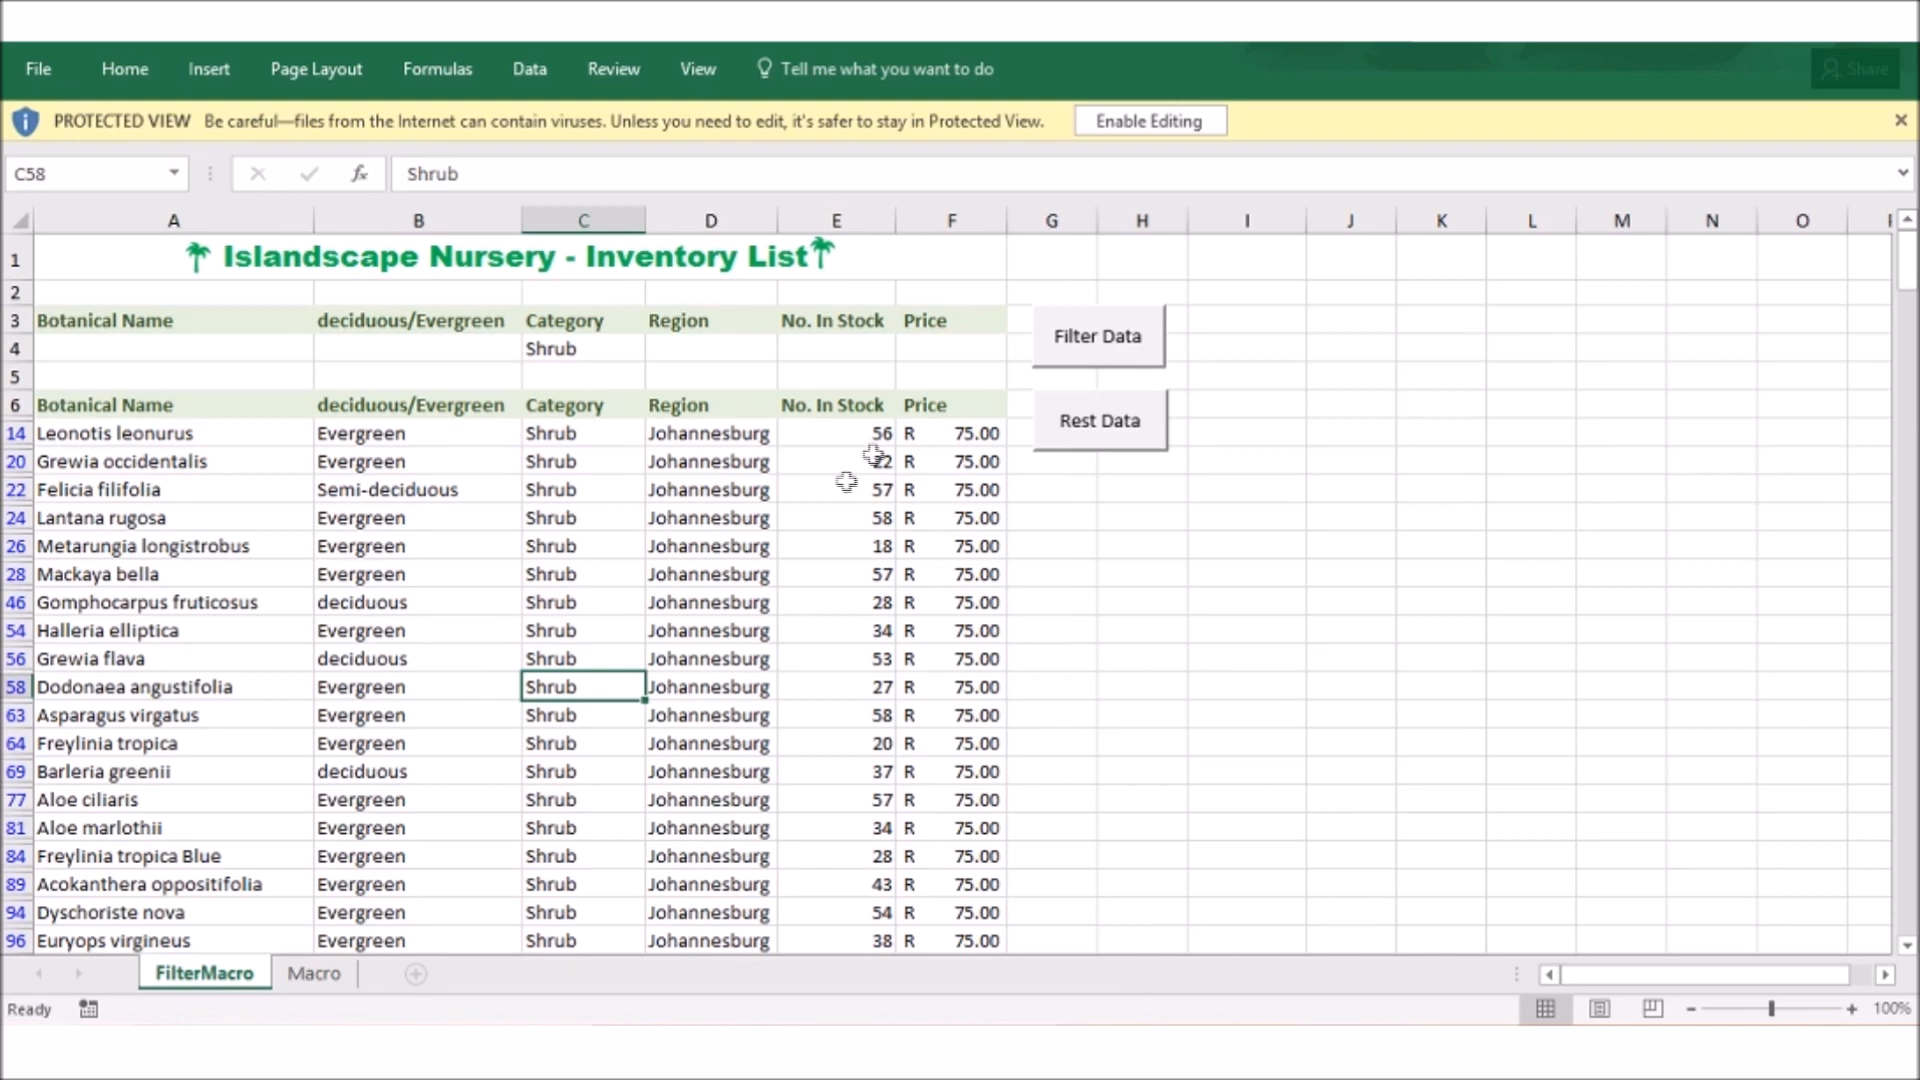 File Home Insert Page Layout Formulas Data Review View Tell me what you want to do Share
PROTECTED VIEW Be careful—files from the Internet can contain viruses. Unless you need to edit, it's safer to stay in Protected View. Enable Editing
C58 fx Shrub
A B C D E F G H I J K L M N O
1 Islandscape Nursery - Inventory List
2
3 Botanical Name deciduous/Evergreen Category Region No. In Stock Price Filter Data
4 Shrub
5
6 Botanical Name deciduous/Evergreen Category Region No. In Stock Price Rest Data
14 Leonotis leonurus Evergreen Shrub Johannesburg 56 R 75.00
20 Grewia occidentalis Evergreen Shrub Johannesburg 22 R 75.00
22 Felicia filifolia Semi-deciduous Shrub Johannesburg 57 R 75.00
24 Lantana rugosa Evergreen Shrub Johannesburg 58 R 75.00
26 Metarungia longistrobus Evergreen Shrub Johannesburg 18 R 75.00
28 Mackaya bella Evergreen Shrub Johannesburg 57 R 75.00
46 Gomphocarpus fruticosus deciduous Shrub Johannesburg 28 R 75.00
54 Halleria elliptica Evergreen Shrub Johannesburg 34 R 75.00
56 Grewia flava deciduous Shrub Johannesburg 53 R 75.00
58 Dodonaea angustifolia Evergreen Shrub Johannesburg 27 R 75.00
63 Asparagus virgatus Evergreen Shrub Johannesburg 58 R 75.00
64 Freylinia tropica Evergreen Shrub Johannesburg 20 R 75.00
69 Barleria greenii deciduous Shrub Johannesburg 37 R 75.00
77 Aloe ciliaris Evergreen Shrub Johannesburg 57 R 75.00
81 Aloe marlothii Evergreen Shrub Johannesburg 34 R 75.00
84 Freylinia tropica Blue Evergreen Shrub Johannesburg 28 R 75.00
89 Acokanthera oppositifolia Evergreen Shrub Johannesburg 43 R 75.00
94 Dyschoriste nova Evergreen Shrub Johannesburg 54 R 75.00
96 Euryops virgineus Evergreen Shrub Johannesburg 38 R 75.00
FilterMacro Macro
Ready 100%